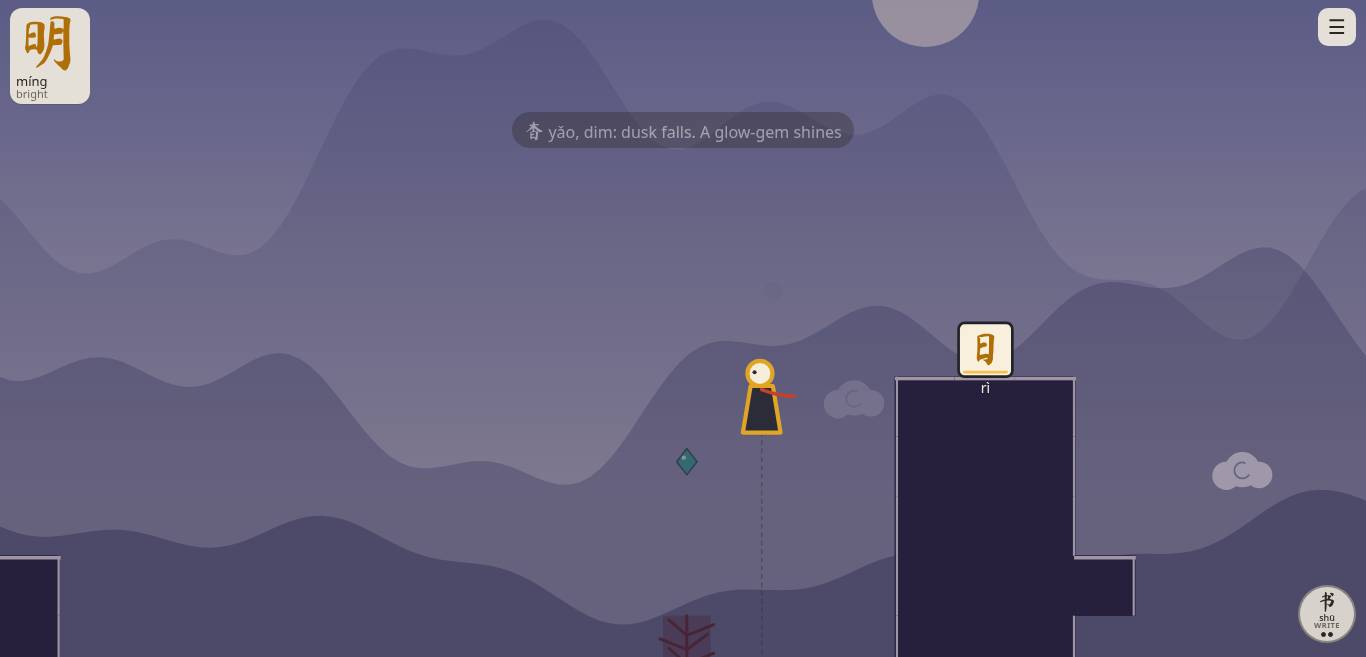 明
míng
bright
杳 yǎo, dim: dusk falls. A glow-gem shines
日
rì
书
shū
WRITE